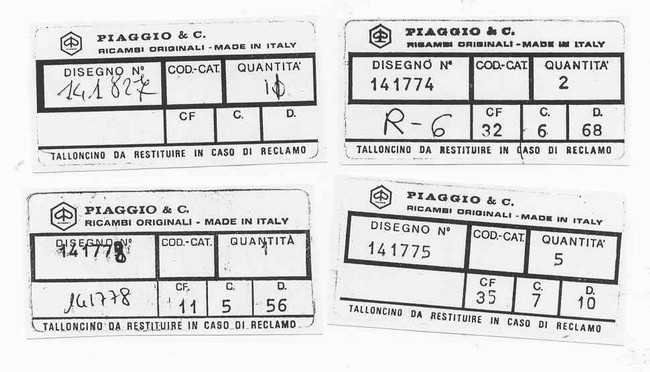 PIAGGIO & C.
RICAMBI ORIGINALI - MADE IN ITALY
DISEGNO N° COD.-CAT. QUANTITA'
141827
CF C. D.
TALLONCINO DA RESTITUIRE IN CASO DI RECLAMO
PIAGGIO & C.
RICAMBI ORIGINALI - MADE IN ITALY
DISEGNO N° COD.-CAT. QUANTITA'
141774 2
CF C. D.
R-6 32 6 68
TALLONCINO DA RESTITUIRE IN CASO DI RECLAMO
PIAGGIO & C.
RICAMBI ORIGINALI - MADE IN ITALY
DISEGNO N° COD.-CAT. QUANTITÀ
141778 1
CF. C. D.
141778 11 5 56
TALLONCINO DA RESTITUIRE IN CASO DI RECLAMO
PIAGGIO & C.
RICAMBI ORIGINALI - MADE IN ITALY
DISEGNO N° COD.-CAT. QUANTITA'
141775 5
CF C. D.
35 7 10
TALLONCINO DA RESTITUIRE IN CASO DI RECLAMO